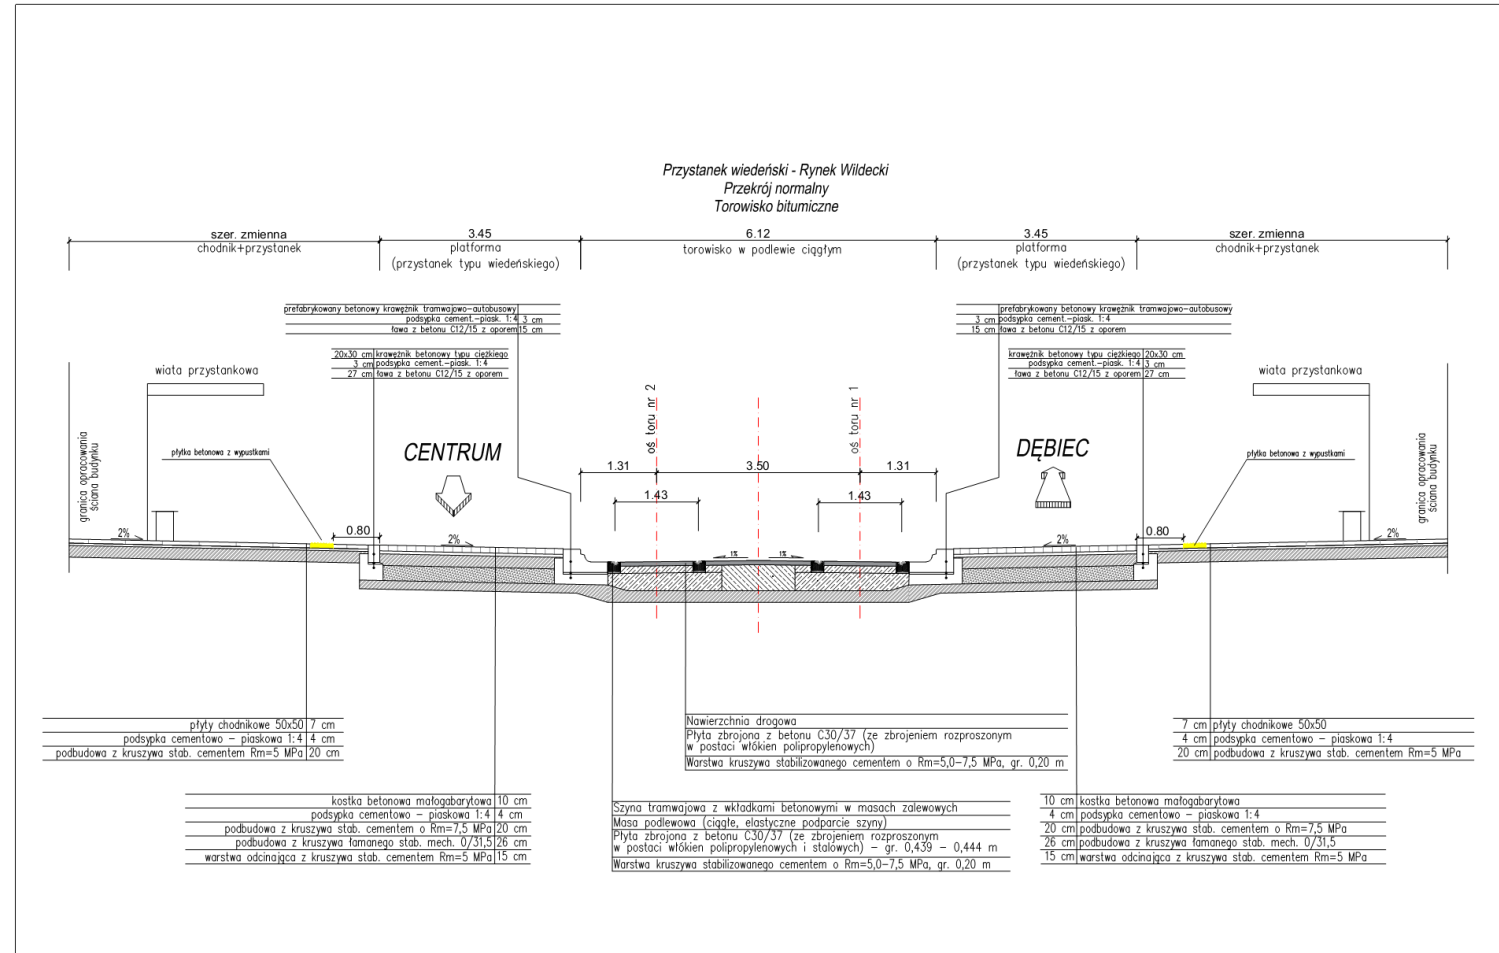 Przystanek wiedeński - Rynek Wildecki
Przekrój normalny
Torowisko bitumiczne
szer. zmienna
chodnik+przystanek
3.45
platforma
(przystanek typu wiedeńskiego)
6.12
torowisko w podlewie ciągłym
3.45
platforma
(przystanek typu wiedeńskiego)
szer. zmienna
chodnik+przystanek
prefabrykowany betonowy krawężnik tramwajowo-autobusowy
podsypka cement.-piask. 1:4 3 cm
ława z betonu C12/15 z oporem 15 cm
20x30 cm krawężnik betonowy typu ciężkiego
3 cm podsypka cement.-piask. 1:4
27 cm ława z betonu C12/15 z oporem
prefabrykowany betonowy krawężnik tramwajowo-autobusowy
3 cm podsypka cement.-piask. 1:4
15 cm ława z betonu C12/15 z oporem
krawężnik betonowy typu ciężkiego 20x30 cm
podsypka cement.-piask. 1:4 3 cm
ława z betonu C12/15 z oporem 27 cm
wiata przystankowa
wiata przystankowa
granica opracowania
ściana budynku
płytka betonowa z wypustkami
CENTRUM
oś toru nr 2
oś toru nr 1
DĘBIEC
płytka betonowa z wypustkami
granica opracowania
ściana budynku
1.31
3.50
1.31
1.43
1.43
0.80
0.80
2%
2%
1%
1%
2%
2%
płyty chodnikowe 50x50 7 cm
podsypka cementowo - piaskowa 1:4 4 cm
podbudowa z kruszywa stab. cementem Rm=5 MPa 20 cm
Nawierzchnia drogowa
Płyta zbrojona z betonu C30/37 (ze zbrojeniem rozproszonym
w postaci włókien polipropylenowych)
Warstwa kruszywa stabilizowanego cementem o Rm=5,0-7,5 MPa, gr. 0,20 m
7 cm płyty chodnikowe 50x50
4 cm podsypka cementowo - piaskowa 1:4
20 cm podbudowa z kruszywa stab. cementem Rm=5 MPa
kostka betonowa małogabarytowa 10 cm
podsypka cementowo - piaskowa 1:4 4 cm
podbudowa z kruszywa stab. cementem o Rm=7,5 MPa 20 cm
podbudowa z kruszywa łamanego stab. mech. 0/31,5 26 cm
warstwa odcinająca z kruszywa stab. cementem Rm=5 MPa 15 cm
Szyna tramwajowa z wkładkami betonowymi w masach zalewowych
Masa podlewowa (ciągłe, elastyczne podparcie szyny)
Płyta zbrojona z betonu C30/37 (ze zbrojeniem rozproszonym
w postaci włókien polipropylenowych i stalowych) - gr. 0,439 - 0,444 m
Warstwa kruszywa stabilizowanego cementem o Rm=5,0-7,5 MPa, gr. 0,20 m
10 cm kostka betonowa małogabarytowa
4 cm podsypka cementowo - piaskowa 1:4
20 cm podbudowa z kruszywa stab. cementem o Rm=7,5 MPa
26 cm podbudowa z kruszywa łamanego stab. mech. 0/31,5
15 cm warstwa odcinająca z kruszywa stab. cementem Rm=5 MPa